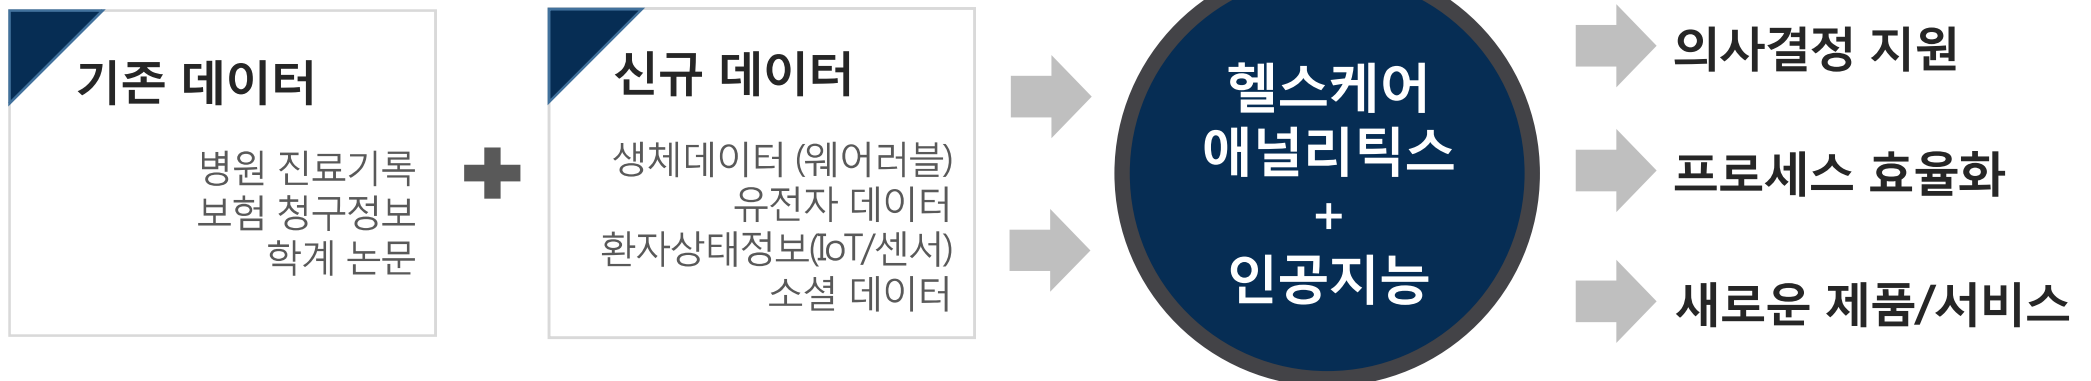 기존 데이터
병원 진료기록
보험 청구정보
학계 논문
신규 데이터
생체데이터 (웨어러블)
유전자 데이터
환자상태정보(IoT/센서)
소셜 데이터
헬스케어
애널리틱스
+
인공지능
의사결정 지원
프로세스 효율화
새로운 제품/서비스